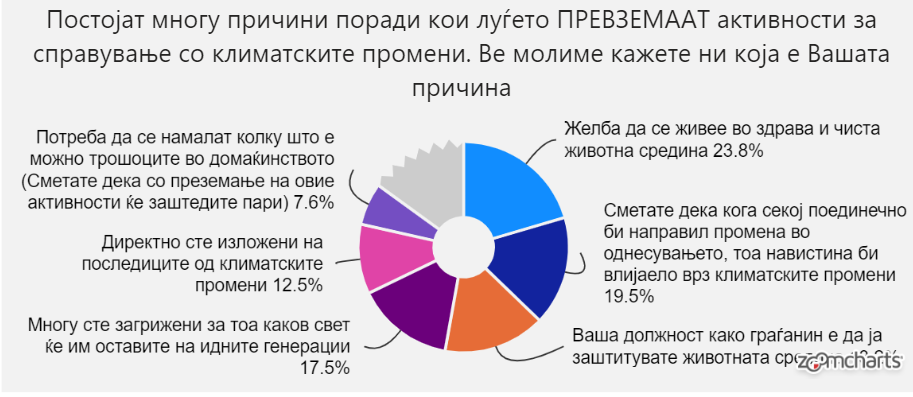 Постојат многу причини поради кои луѓето ПРЕВЗЕМААТ активности за
справување со климатските промени. Ве молиме кажете ни која е Вашата
причина
Потреба да се намалат колку што е
можно трошоците во домаќинството
(Сметате дека со преземање на овие
активности ќе заштедите пари) 7.6%
Директно сте изложени на
последиците од климатските
промени 12.5%
Многу сте загрижени за тоа каков свет
ќе им оставите на идните генерации
17.5%
Желба да се живее во здрава и чиста
животна средина 23.8%
Сметате дека кога секој поединечно
би направил промена во
однесувањето, тоа навистина би
влијаело врз климатските промени
19.5%
Ваша должност како граѓанин е да ја
заштитувате животната
zoomcharts